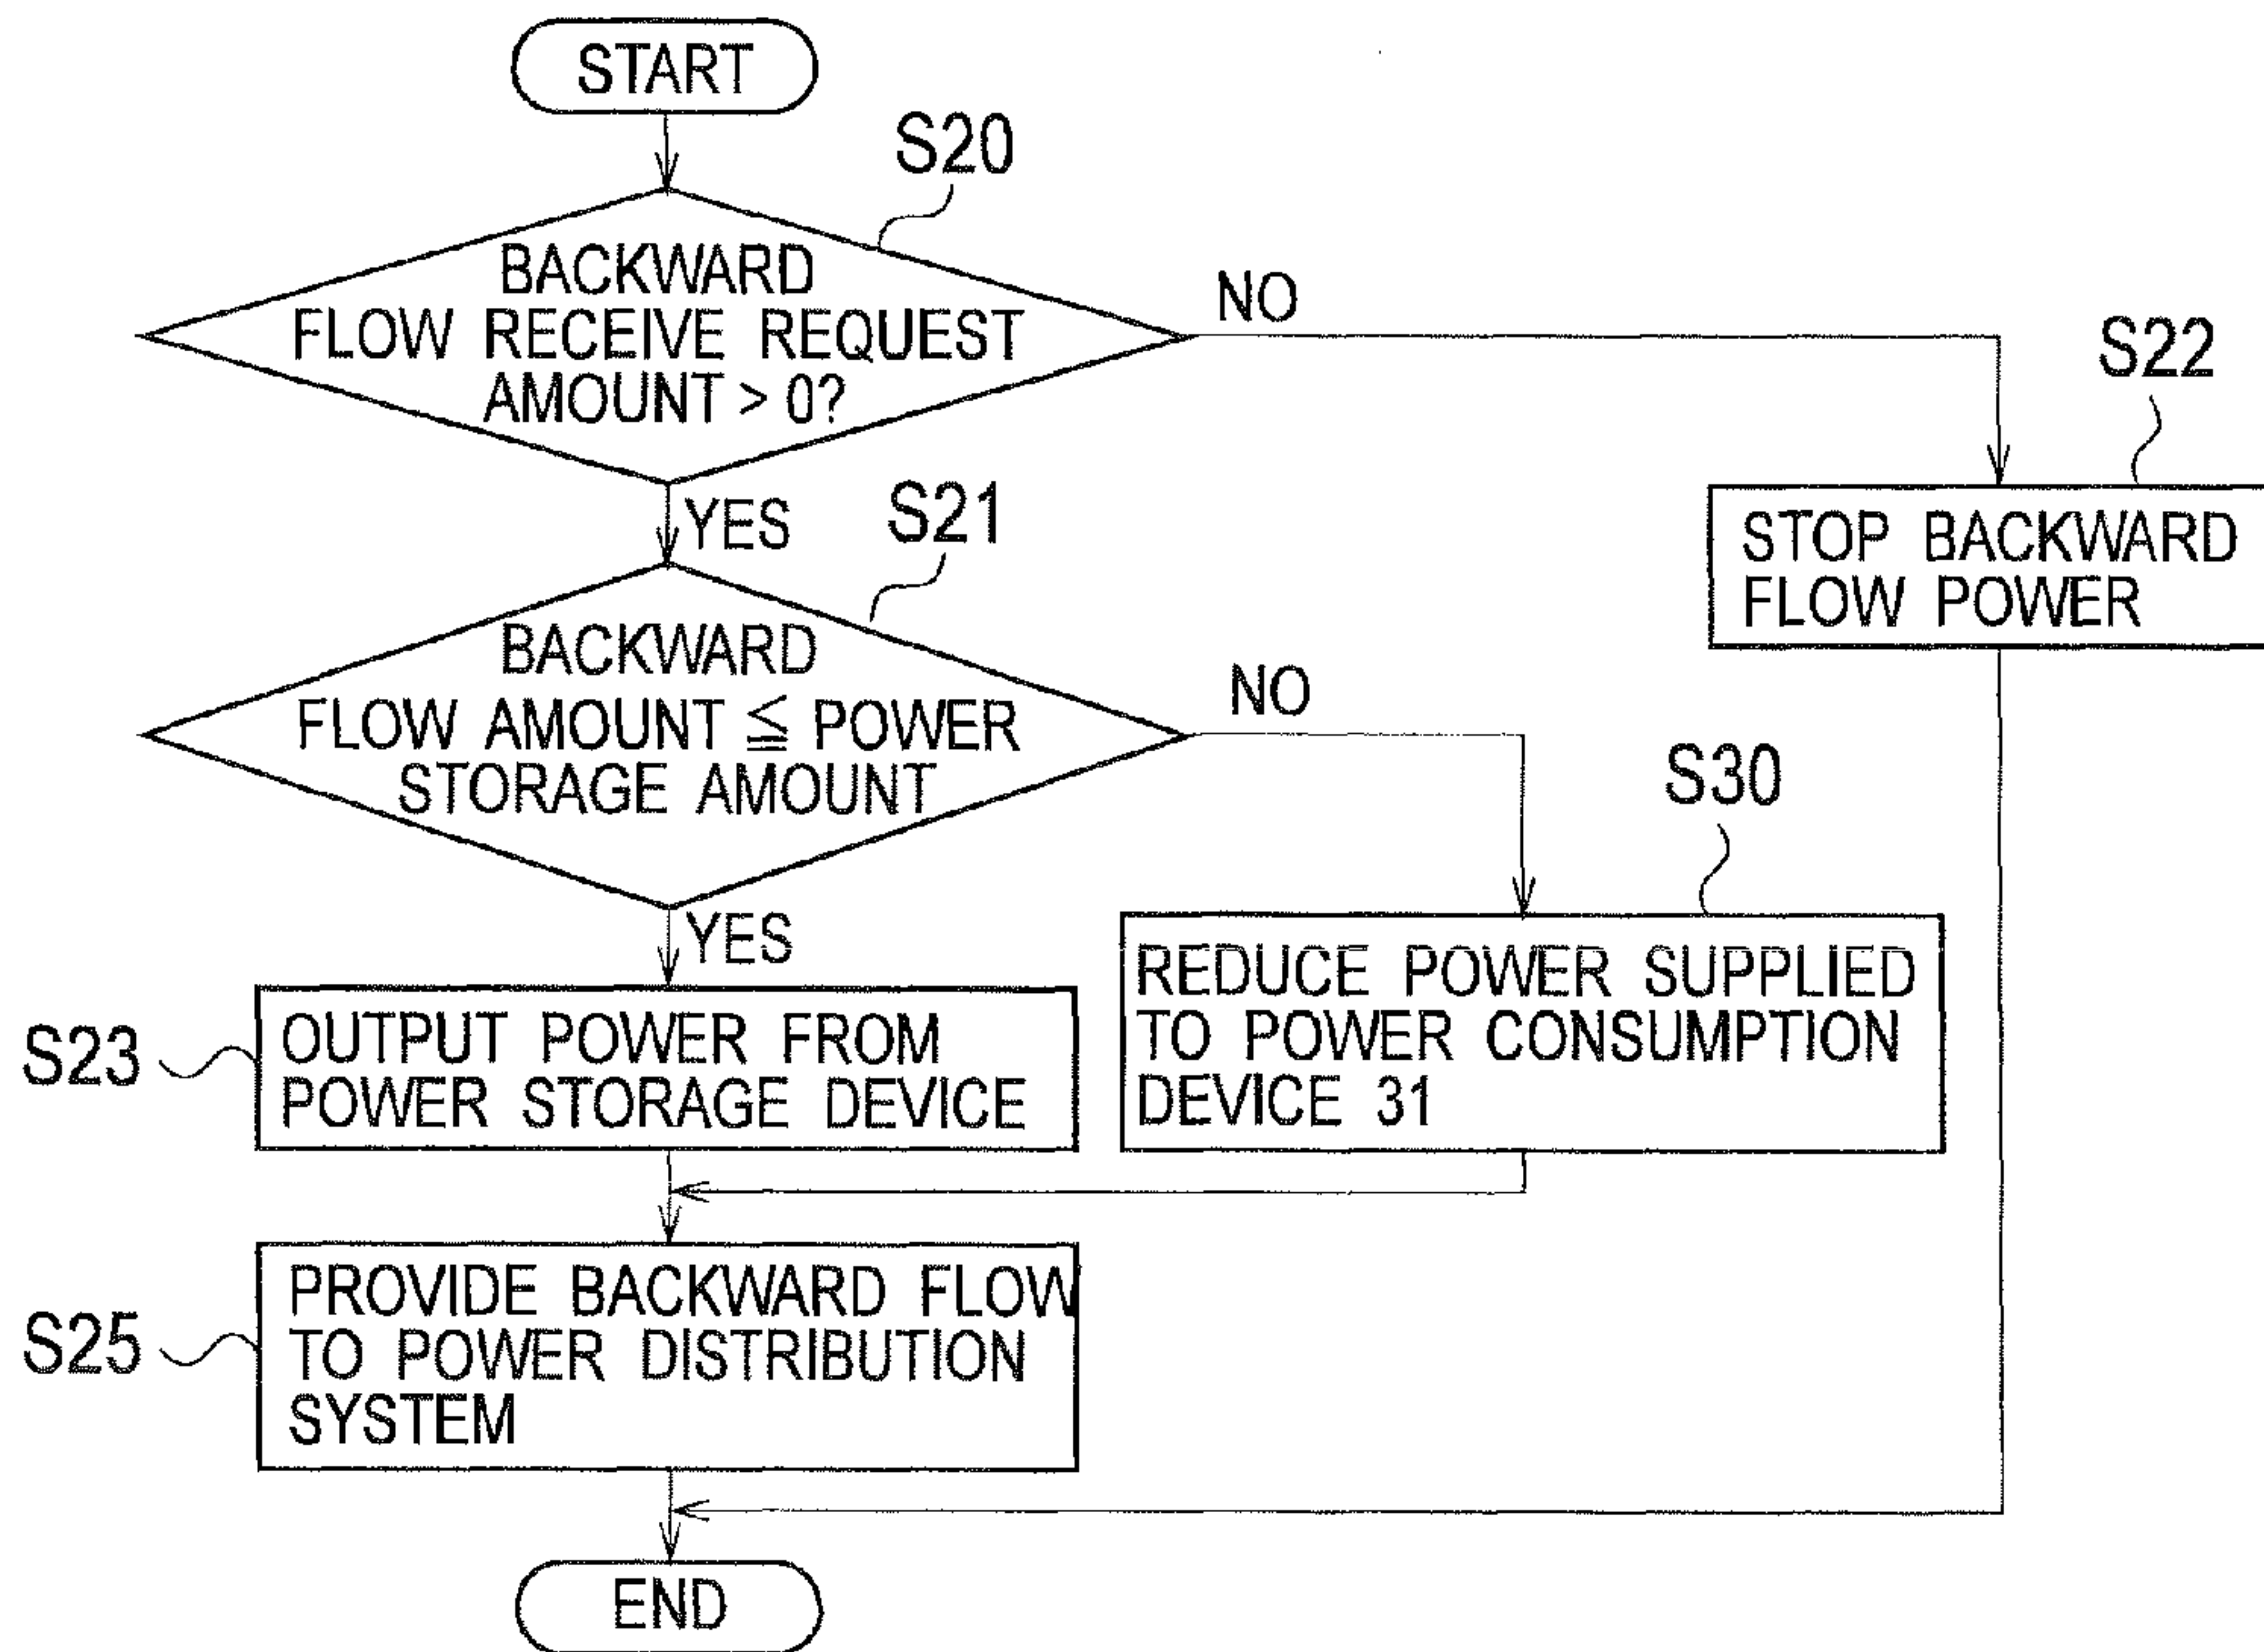 START
S20
BACKWARD
FLOW RECEIVE REQUEST
AMOUNT > 0?
NO
YES
S22
STOP BACKWARD
FLOW POWER
S21
BACKWARD
FLOW AMOUNT ≦ POWER
STORAGE AMOUNT
NO
YES
S30
REDUCE POWER SUPPLIED
TO POWER CONSUMPTION
DEVICE 31
S23
OUTPUT POWER FROM
POWER STORAGE DEVICE
S25
PROVIDE BACKWARD FLOW
TO POWER DISTRIBUTION
SYSTEM
END